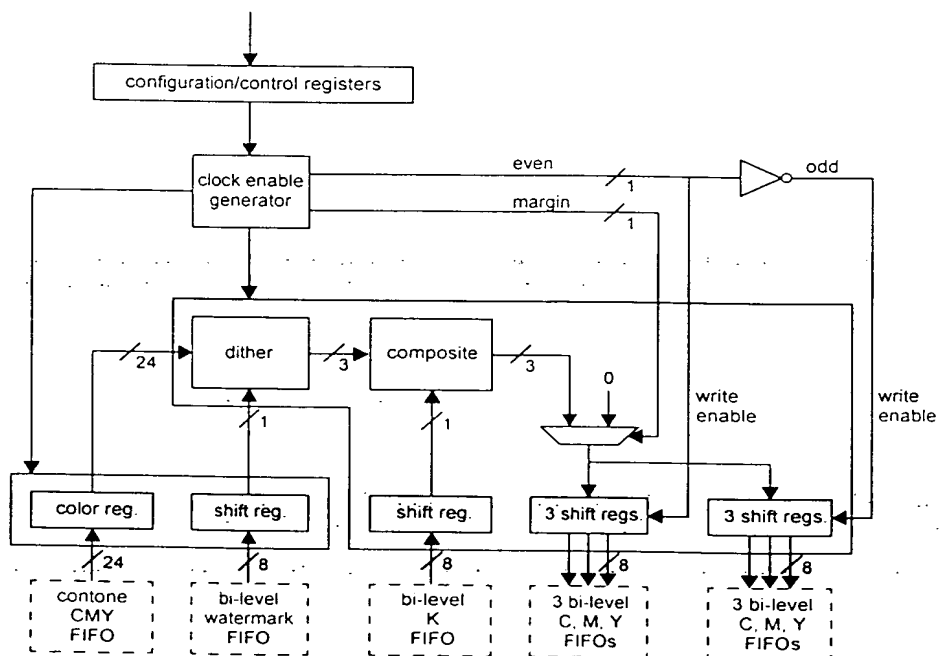 configuration/control registers
clock enable
generator
even
1
odd
margin
1
dither
composite
24
3
3
0
1
1
write
enable
write
enable
color reg.
shift reg.
shift reg.
3 shift regs.
3 shift regs.
24
8
8
8
8
contone
CMY
FIFO
bi-level
watermark
FIFO
bi-level
K
FIFO
3 bi-level
C, M, Y
FIFOs
3 bi-level
C, M, Y
FIFOs